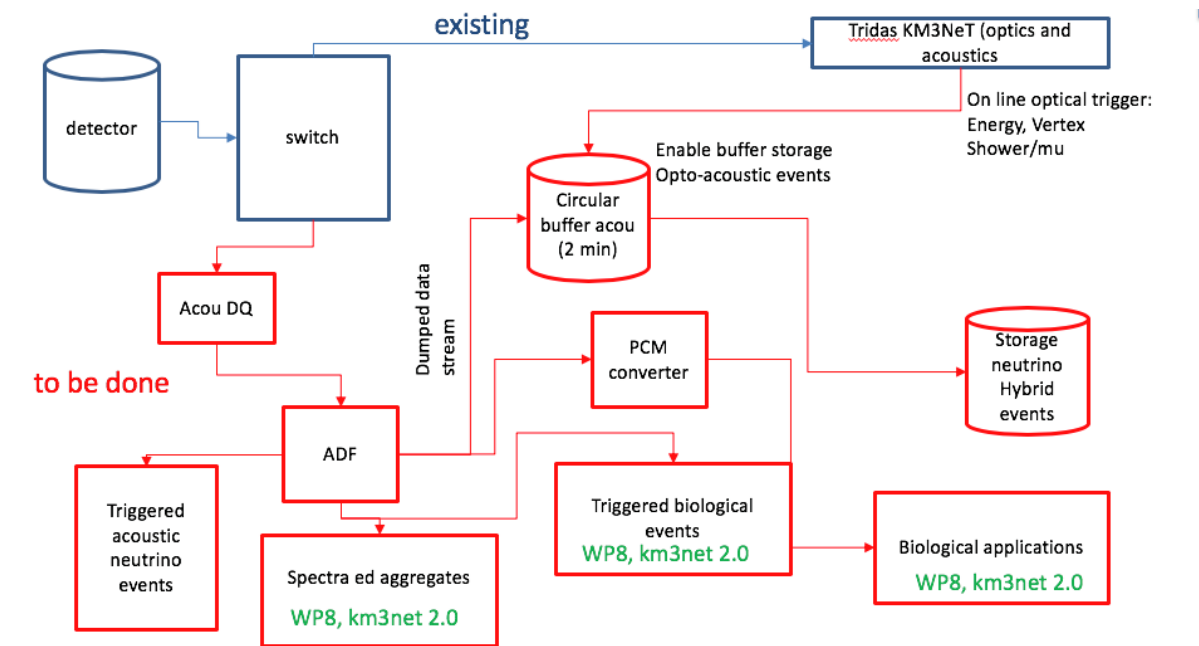 existing
Tridas KM3NeT (optics and
acoustics
detector
switch
On line optical trigger:
Energy, Vertex
Shower/mu
Enable buffer storage
Opto-acoustic events
Circular
buffer acou
(2 min)
Acou DQ
Dumped data
stream
PCM
converter
Storage
neutrino
Hybrid
events
to be done
ADF
Triggered
acoustic
neutrino
events
Triggered biological
events
WP8, km3net 2.0
Biological applications
WP8, km3net 2.0
Spectra ed aggregates
WP8, km3net 2.0